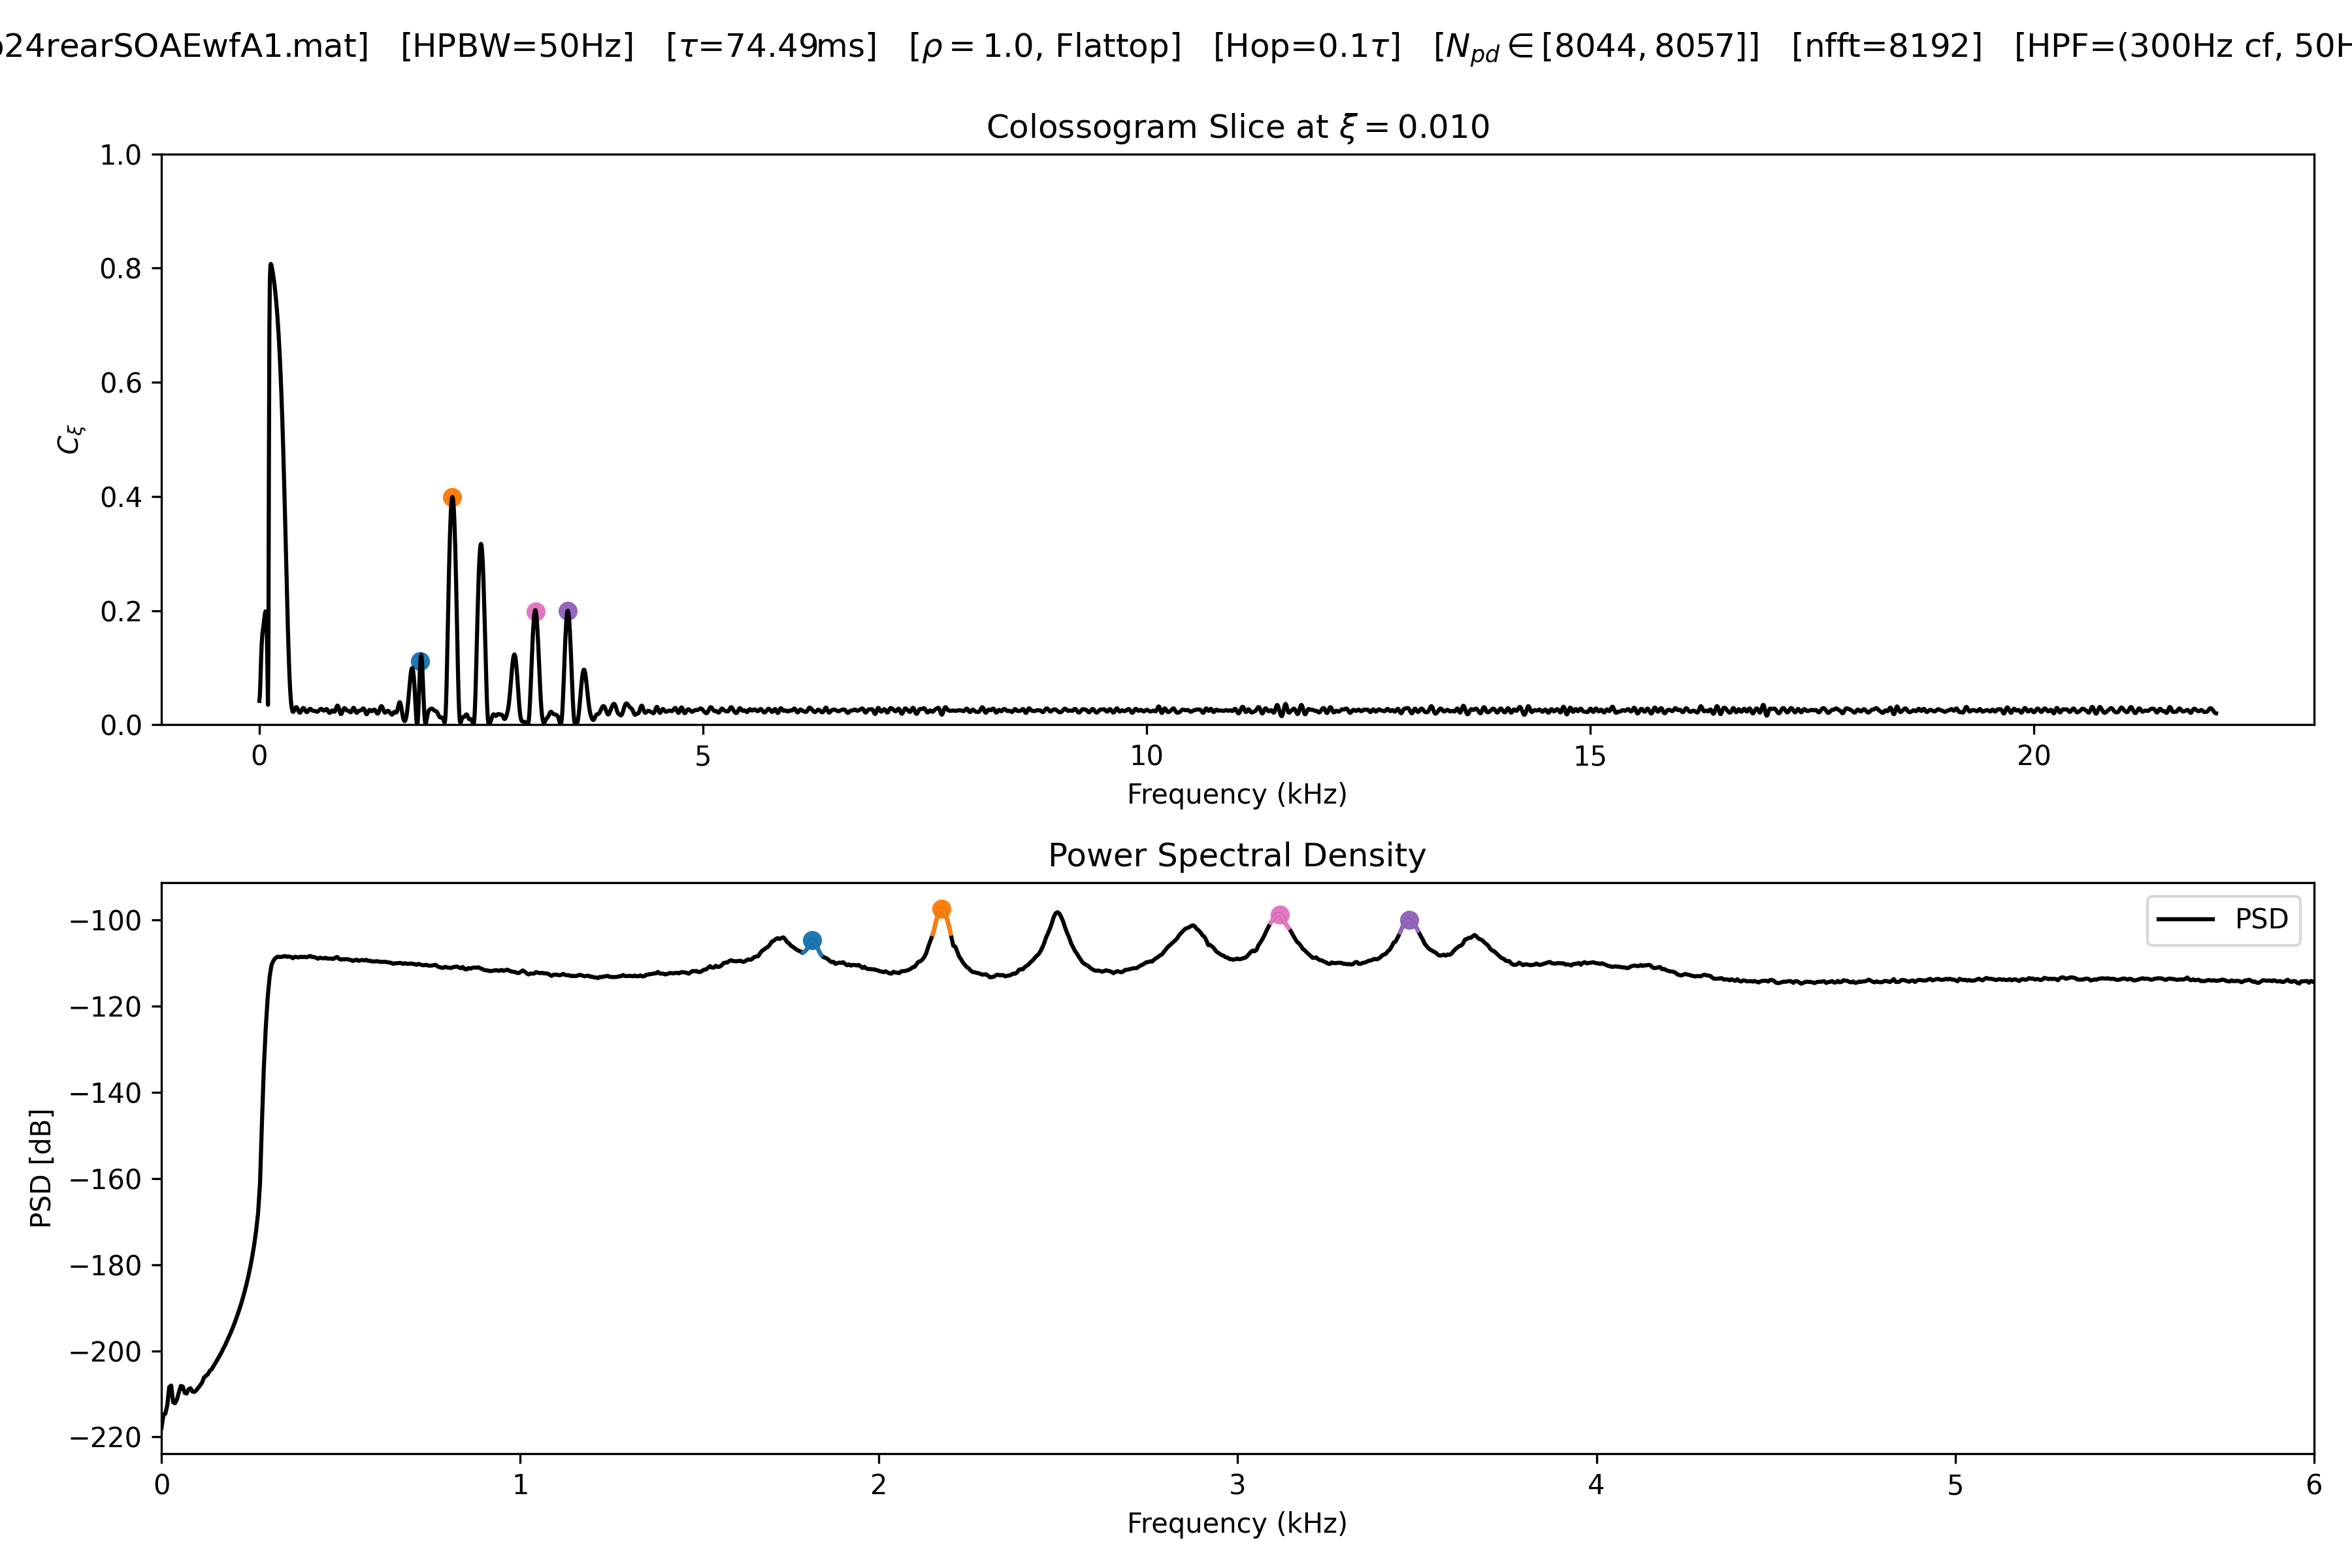 24rearSOAEwfA1.mat] [HPBW=50Hz] [τ=74.49ms] [ρ = 1.0, Flattop] [Hop=0.1τ] [N_{pd} ∈ [8044, 8057]] [nfft=8192] [HPF=(300Hz cf, 50H
Colossogram Slice at ξ = 0.010
1.0
0.8
0.6
0.4
0.2
0.0
C_ξ
0 5 10 15 20
Frequency (kHz)
Power Spectral Density
PSD
−100
−120
−140
−160
−180
−200
−220
PSD [dB]
0 1 2 3 4 5 6
Frequency (kHz)